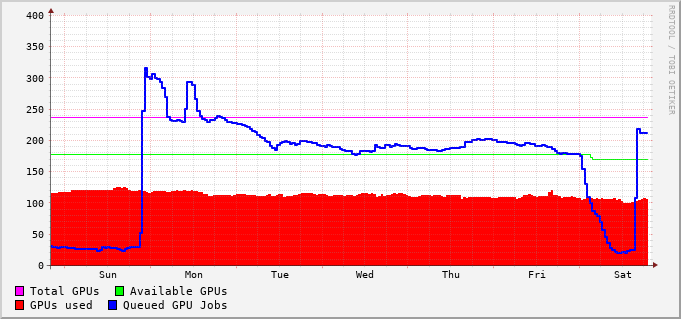 400
350
300
250
200
150
100
50
0
Sun Mon Tue Wed Thu Fri Sat
Total GPUs Available GPUs
GPUs used Queued GPU Jobs
RRDTOOL / TOBI OETIKER